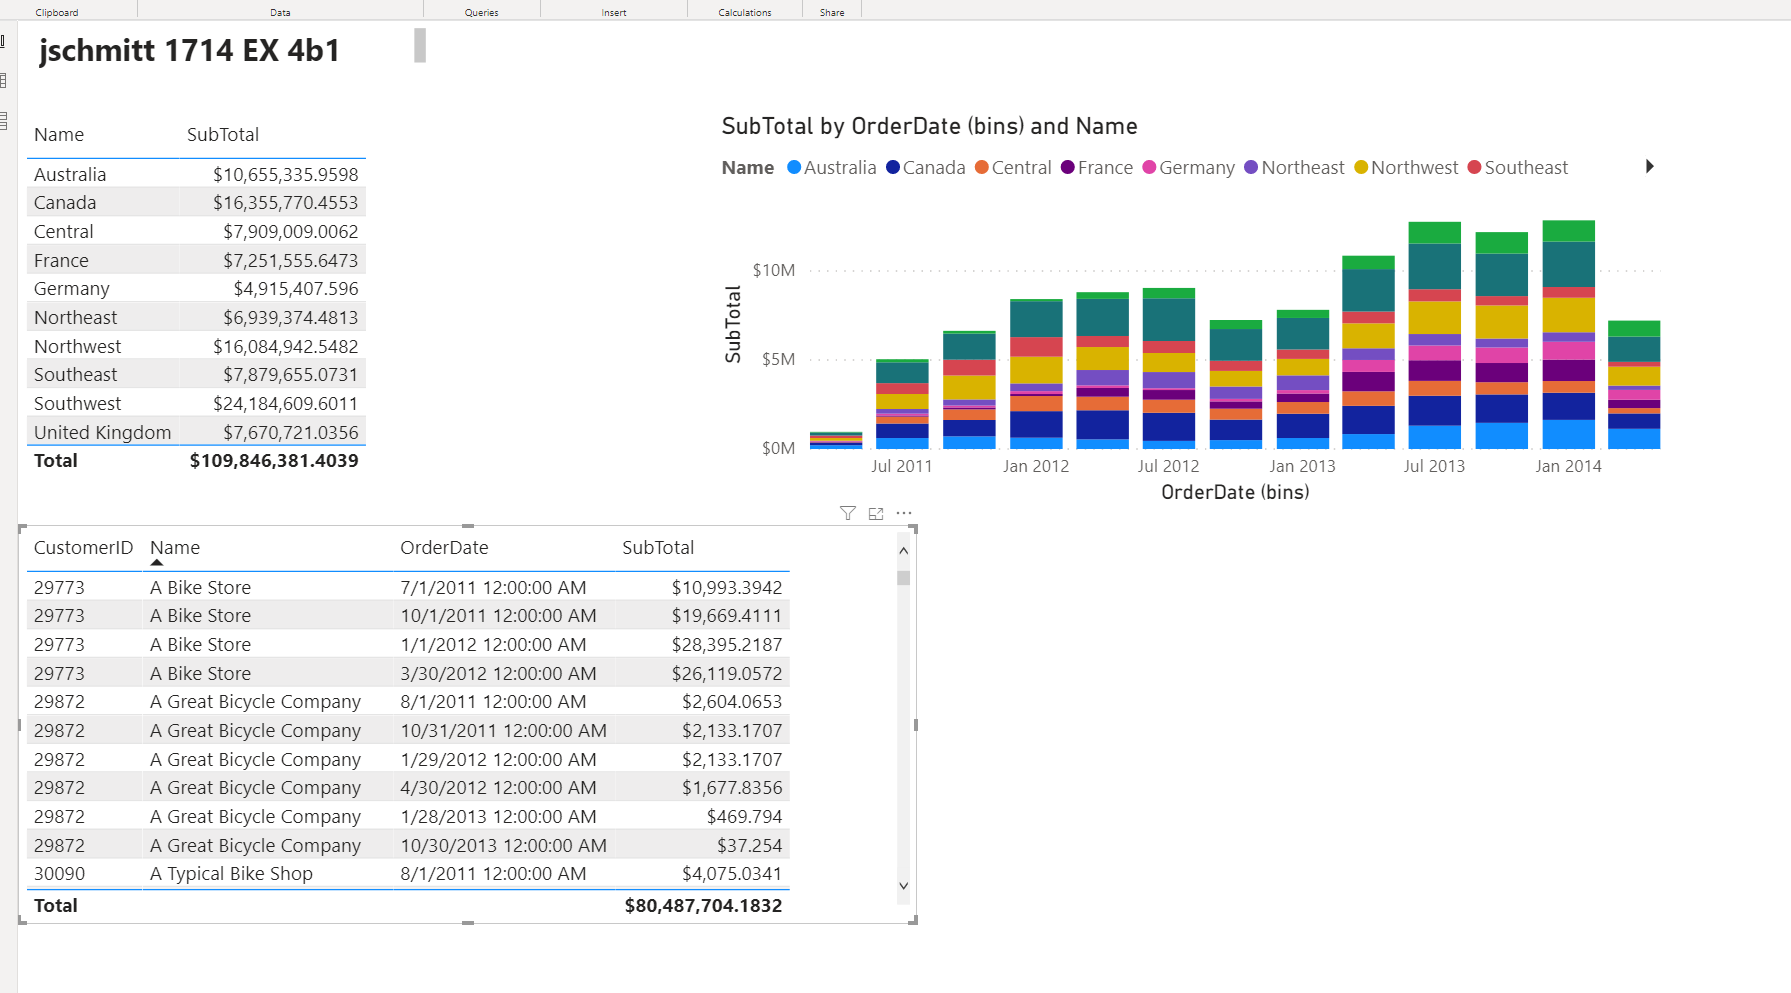 Clipboard Data Queries Insert Calculations Share
jschmitt 1714 EX 4b1
Name SubTotal
Australia $10,655,335.9598
Canada $16,355,770.4553
Central $7,909,009.0062
France $7,251,555.6473
Germany $4,915,407.596
Northeast $6,939,374.4813
Northwest $16,084,942.5482
Southeast $7,879,655.0731
Southwest $24,184,609.6011
United Kingdom $7,670,721.0356
Total $109,846,381.4039
SubTotal by OrderDate (bins) and Name
Name Australia Canada Central France Germany Northeast Northwest Southeast
SubTotal
$10M
$5M
$0M
Jul 2011 Jan 2012 Jul 2012 Jan 2013 Jul 2013 Jan 2014
OrderDate (bins)
CustomerID Name OrderDate SubTotal
29773 A Bike Store 7/1/2011 12:00:00 AM $10,993.3942
29773 A Bike Store 10/1/2011 12:00:00 AM $19,669.4111
29773 A Bike Store 1/1/2012 12:00:00 AM $28,395.2187
29773 A Bike Store 3/30/2012 12:00:00 AM $26,119.0572
29872 A Great Bicycle Company 8/1/2011 12:00:00 AM $2,604.0653
29872 A Great Bicycle Company 10/31/2011 12:00:00 AM $2,133.1707
29872 A Great Bicycle Company 1/29/2012 12:00:00 AM $2,133.1707
29872 A Great Bicycle Company 4/30/2012 12:00:00 AM $1,677.8356
29872 A Great Bicycle Company 1/28/2013 12:00:00 AM $469.794
29872 A Great Bicycle Company 10/30/2013 12:00:00 AM $37.254
30090 A Typical Bike Shop 8/1/2011 12:00:00 AM $4,075.0341
Total $80,487,704.1832